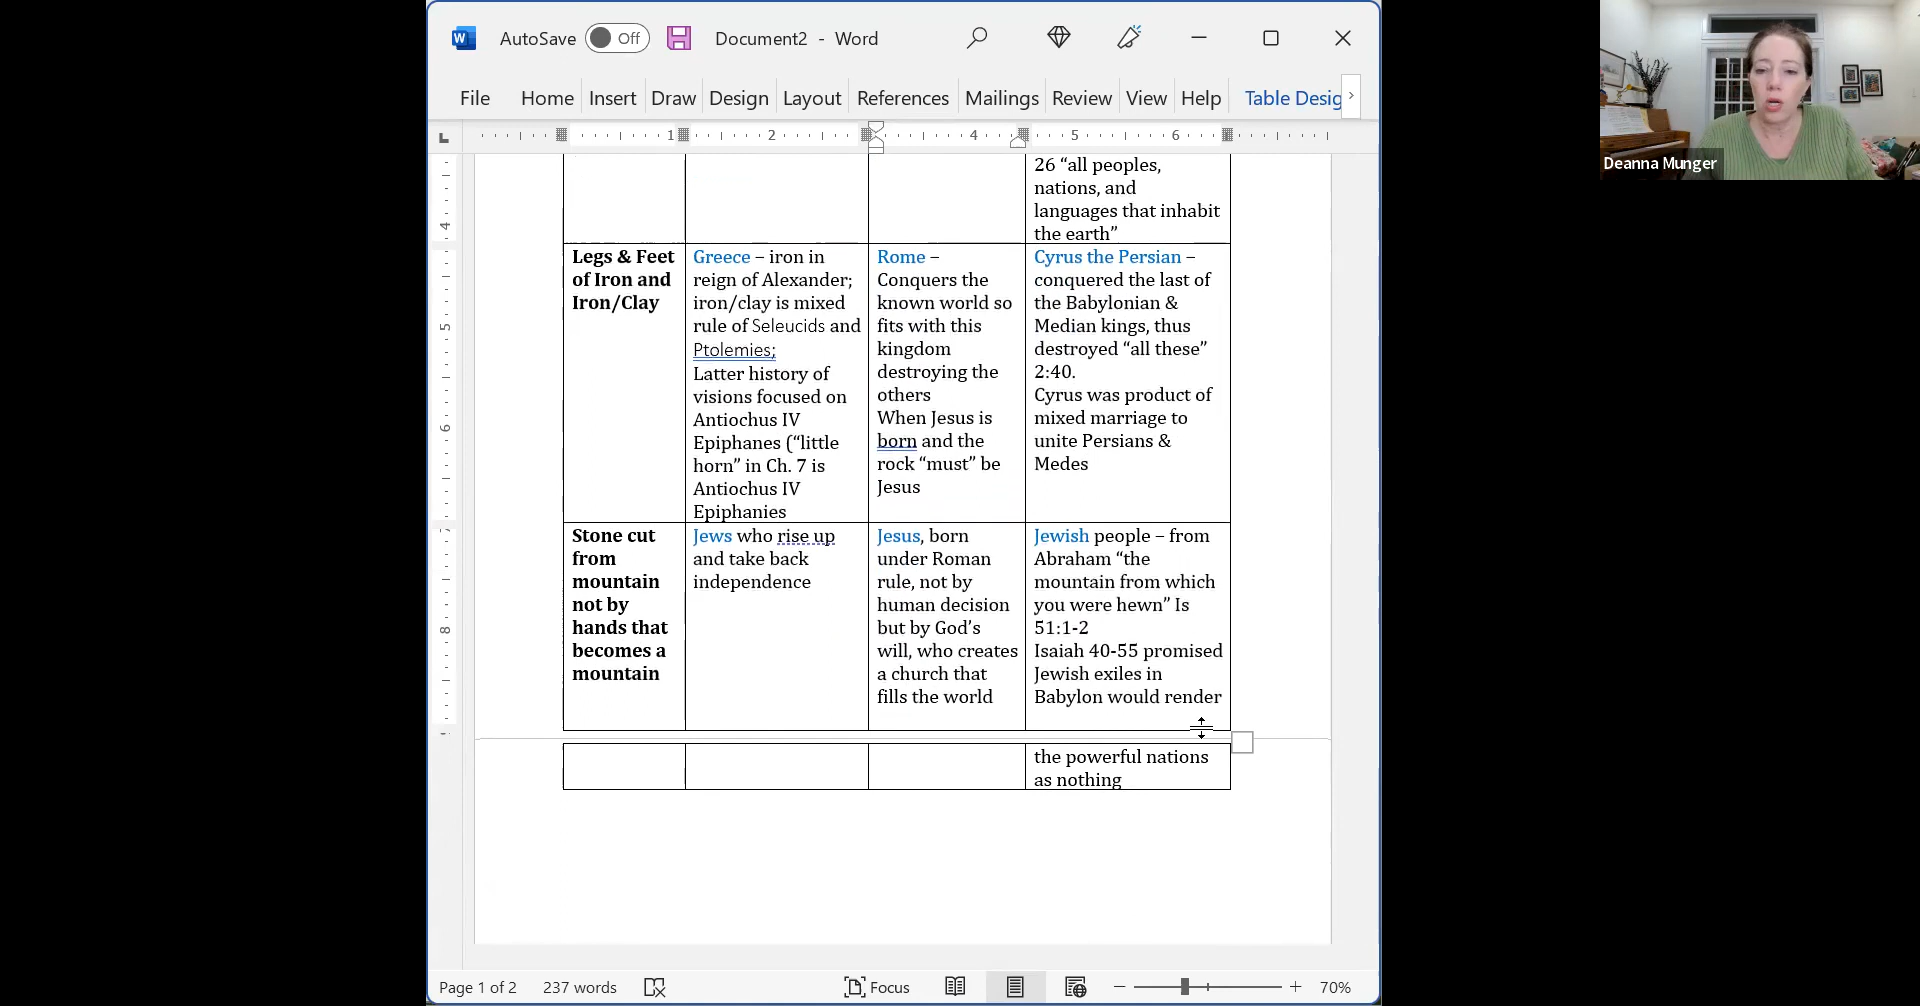 AutoSave Off Document2 - Word
File Home Insert Draw Design Layout References Mailings Review View Help Table Desig
1 2 4 5 6
4
5
6
8
26 “all peoples,
nations, and
languages that inhabit
the earth”
Legs & Feet
of Iron and
Iron/Clay
Greece – iron in
reign of Alexander;
iron/clay is mixed
rule of Seleucids and
Ptolemies;
Latter history of
visions focused on
Antiochus IV
Epiphanes (“little
horn” in Ch. 7 is
Antiochus IV
Epiphanies
Rome –
Conquers the
known world so
fits with this
kingdom
destroying the
others
When Jesus is
born and the
rock “must” be
Jesus
Cyrus the Persian –
conquered the last of
the Babylonian &
Median kings, thus
destroyed “all these”
2:40.
Cyrus was product of
mixed marriage to
unite Persians &
Medes
Stone cut
from
mountain
not by
hands that
becomes a
mountain
Jews who rise up
and take back
independence
Jesus, born
under Roman
rule, not by
human decision
but by God’s
will, who creates
a church that
fills the world
Jewish people – from
Abraham “the
mountain from which
you were hewn” Is
51:1-2
Isaiah 40-55 promised
Jewish exiles in
Babylon would render
the powerful nations
as nothing
Page 1 of 2 237 words Focus 70%
Deanna Munger